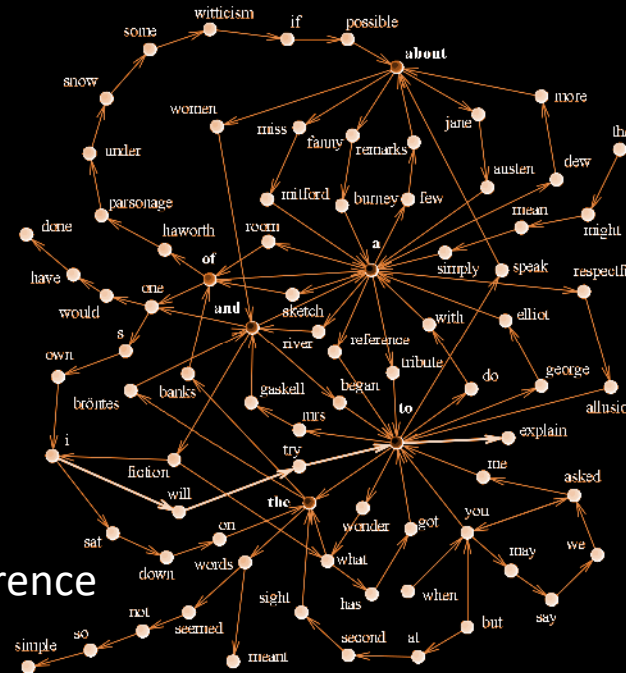 witticism
if
possible
some
about
snow
women
miss
fanny
remarks
jane
more
under
mitford
burney
few
austen
dew
parsonage
mean
might
done
haworth
room
of
a
simply
speak
have
would
one
sketch
and
river
reference
with
elliot
s
own
brontes
banks
gaskell
began
tribute
do
george
mrs
to
explain
i
fiction
try
me
asked
will
the
wonder
got
you
sat
on
down
words
what
has
when
may
we
say
sight
but
not
seemed
so
simple
meant
second
at